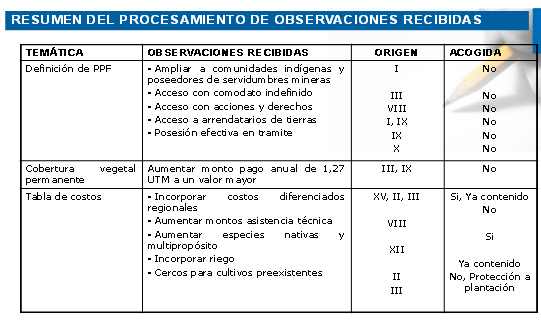 RESUMEN DEL PROCESAMIENTO DE OBSERVACIONES RECIBIDAS
TEMÁTICA OBSERVACIONES RECIBIDAS ORIGEN ACOGIDA
Definición de PPF
• Ampliar a comunidades indígenas y
poseedores de servidumbres mineras
• Acceso con comodato indefinido
• Acceso con acciones y derechos
• Acceso a arrendatarios de tierras
• Posesión efectiva en tramite
I
III
VIII
I, IX
IX
X
No
No
No
No
No
No
Cobertura vegetal
permanente
Aumentar monto pago anual de 1,27
UTM a un valor mayor
III, IX
No
Tabla de costos
• Incorporar costos diferenciados
regionales
• Aumentar montos asistencia técnica
• Aumentar especies nativas y
multipropósito
• Incorporar riego
• Cercos para cultivos preexistentes
XV, II, III
VIII
XII
II
III
Si, Ya contenido
No
Si
Ya contenido
No, Protección a
plantación